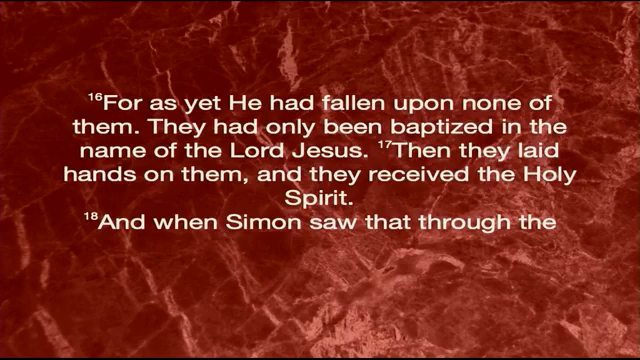 ¹⁶For as yet He had fallen upon none of
them. They had only been baptized in the
name of the Lord Jesus. ¹⁷Then they laid
hands on them, and they received the Holy
Spirit.
¹⁸And when Simon saw that through the